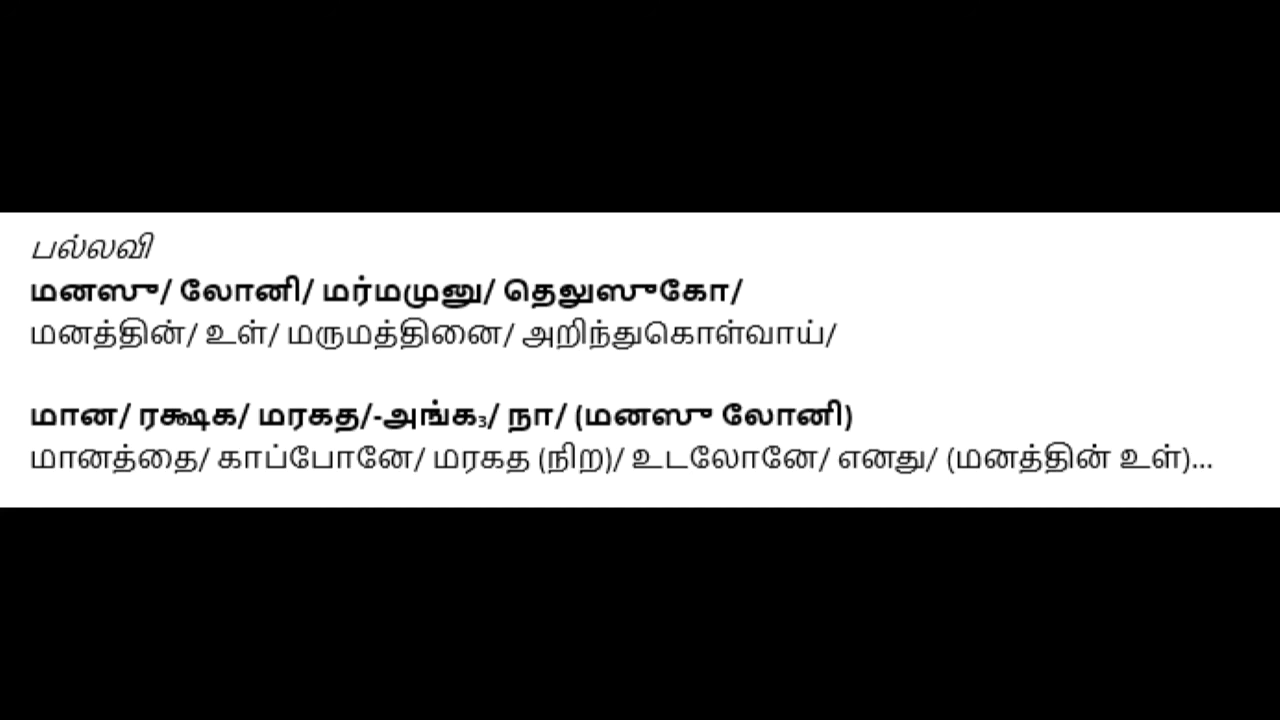 பல்லவி
மனஸு/ லோனி/ மர்மமுனு/ தெலுஸுகோ/
மனத்தின்/ உள்/ மருமத்தினை/ அறிந்துகொள்வாய்/
மான/ ரக்ஷக/ மரகத/-அங்க₃/ நா/ (மனஸு லோனி)
மானத்தை/ காப்போனே/ மரகத (நிற)/ உடலோனே/ எனது/ (மனத்தின் உள்)...